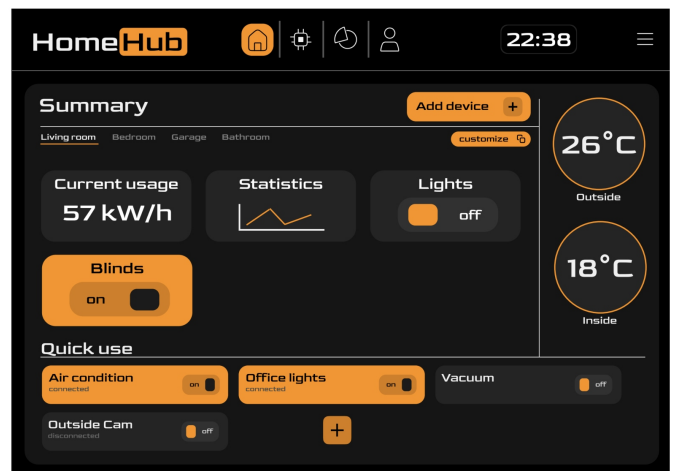 HomeHub
22:38
Summary
Add device +
Living room Bedroom Garage Bathroom
customize
Current usage
57 kW/h
Statistics
Lights
off
Blinds
on
26°C
Outside
18°C
Inside
Quick use
Air condition
connected
on
Office lights
connected
on
Vacuum
off
Outside Cam
disconnected
off
+